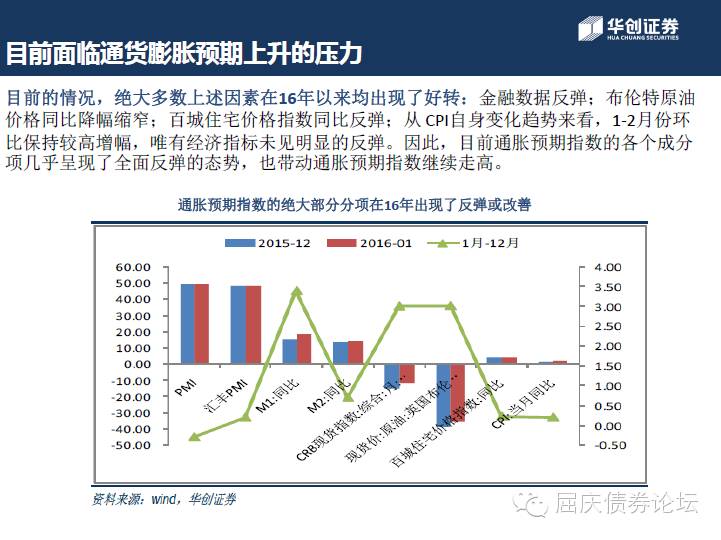 华创证券
HUA CHUANG SECURITIES
目前面临通货膨胀预期上升的压力
目前的情况，绝大多数上述因素在16年以来均出现了好转：金融数据反弹；布伦特原油
价格同比降幅缩窄；百城住宅价格指数同比反弹；从 CPI自身变化趋势来看，1-2月份环
比保持较高增幅，唯有经济指标未见明显的反弹。因此，目前通胀预期指数的各个成分
项几乎呈现了全面反弹的态势，也带动通胀预期指数继续走高。
通胀预期指数的绝大部分分项在16年出现了反弹或改善
2015-12 2016-01 1月-12月
60.00
50.00
40.00
30.00
20.00
10.00
0.00
-10.00
-20.00
-30.00
-40.00
-50.00
4.00
3.50
3.00
2.50
2.00
1.50
1.00
0.50
0.00
-0.50
PMI
汇丰PMI
M1:同比
M2:同比
CRB现货指数:综合:月…
现货价:原油:英国布伦…
百城住宅价格指数:同比
CPI:当月同比
资料来源：wind，华创证券
屈庆债券论坛